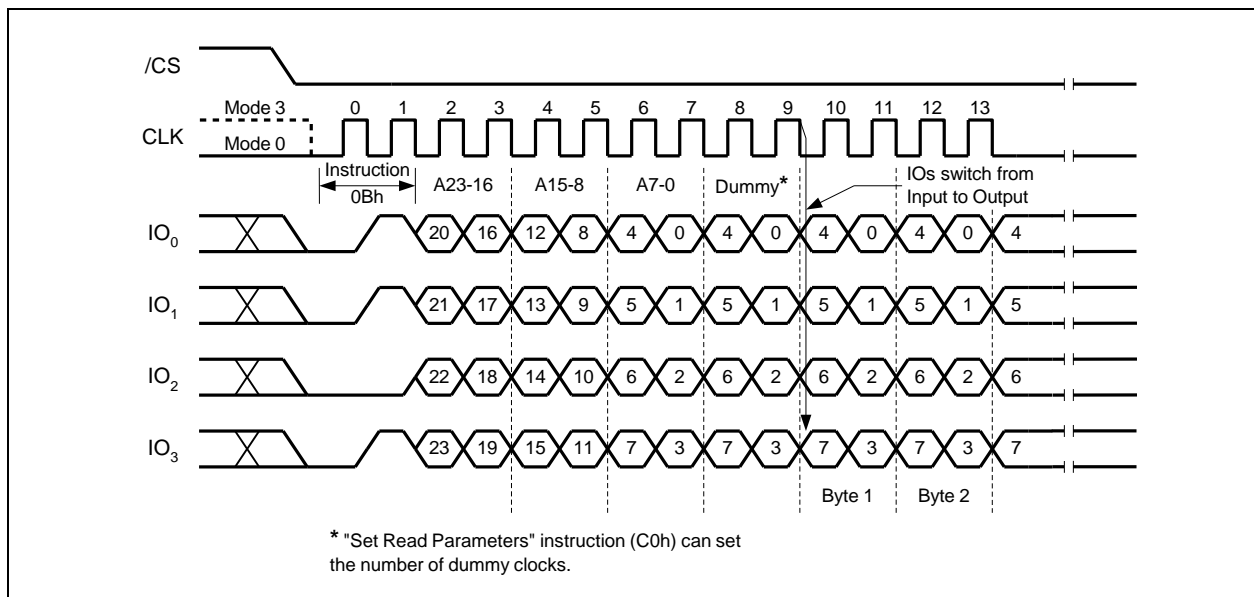 /CS
Mode 3 0 1 2 3 4 5 6 7 8 9 10 11 12 13
CLK
Mode 0
Instruction
0Bh
A23-16 A15-8 A7-0 Dummy*
IOs switch from
Input to Output
IO0 20 16 12 8 4 0 4 0 4 0 4 0 4
IO1 21 17 13 9 5 1 5 1 5 1 5 1 5
IO2 22 18 14 10 6 2 6 2 6 2 6 2 6
IO3 23 19 15 11 7 3 7 3 7 3 7 3 7
Byte 1 Byte 2
* "Set Read Parameters" instruction (C0h) can set
the number of dummy clocks.